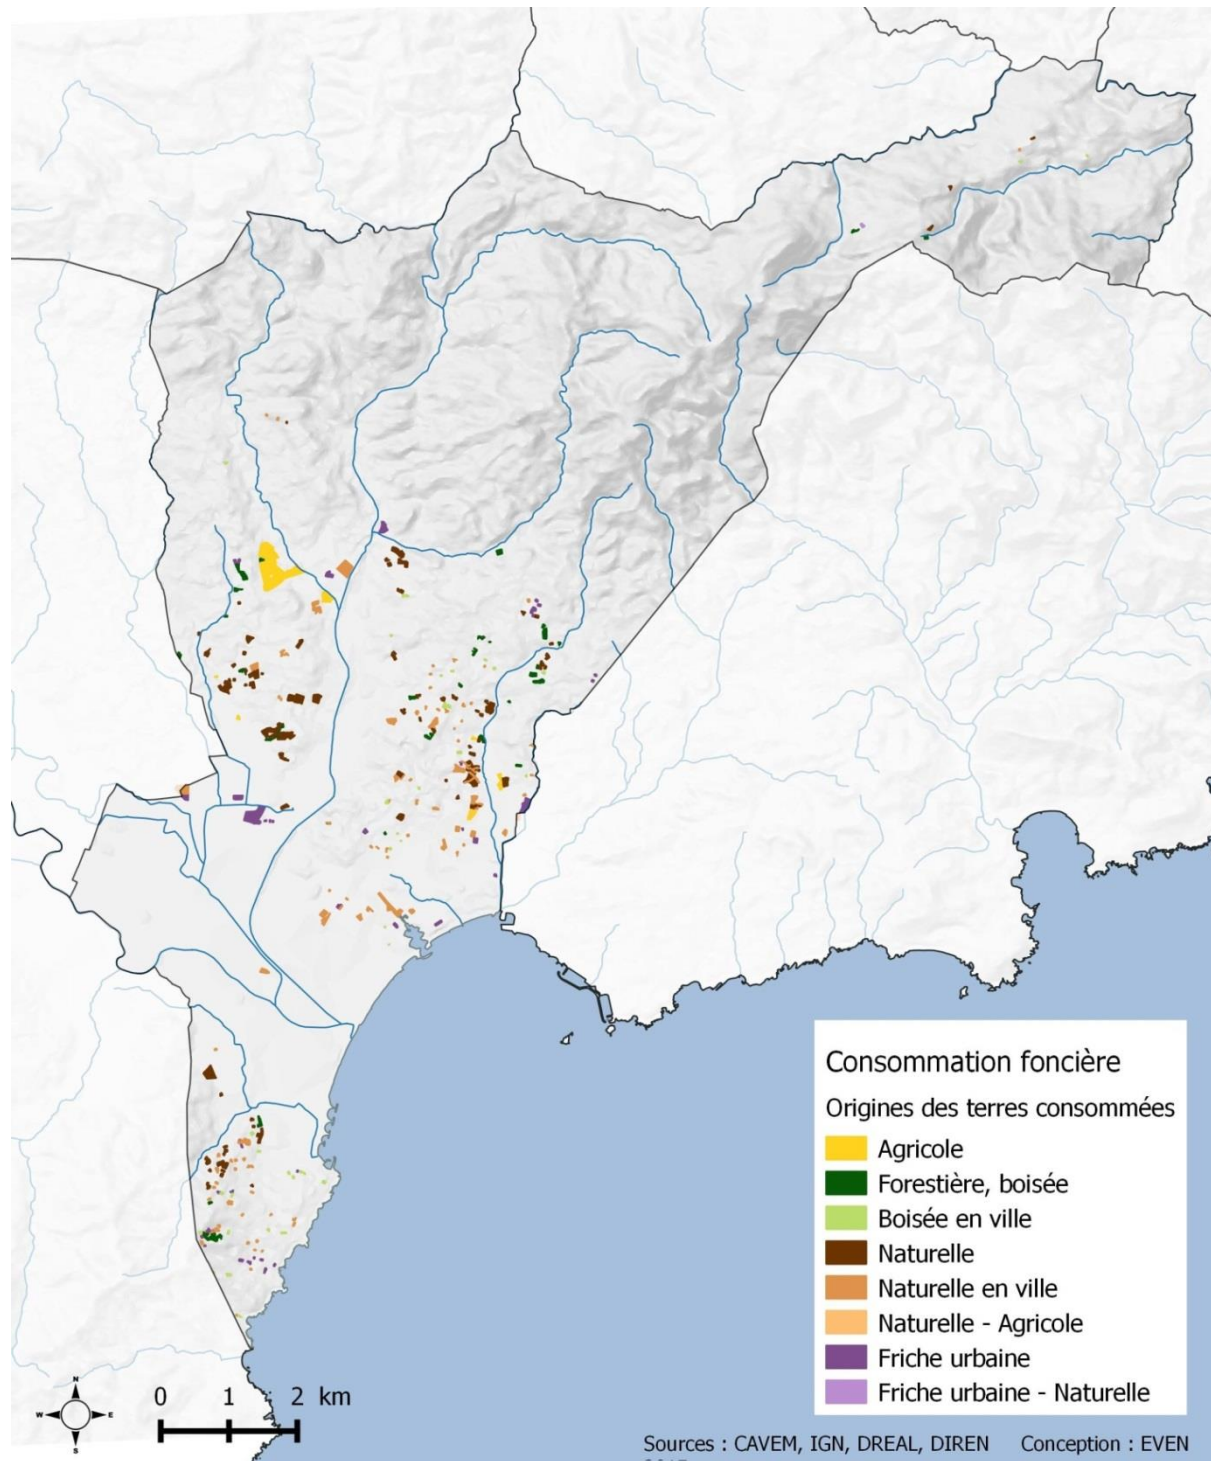 Consommation foncière
Origines des terres consommées
Agricole
Forestière, boisée
Boisée en ville
Naturelle
Naturelle en ville
Naturelle - Agricole
Friche urbaine
Friche urbaine - Naturelle
N
W E
S
0 1 2 km
Sources : CAVEM, IGN, DREAL, DIREN Conception : EVEN